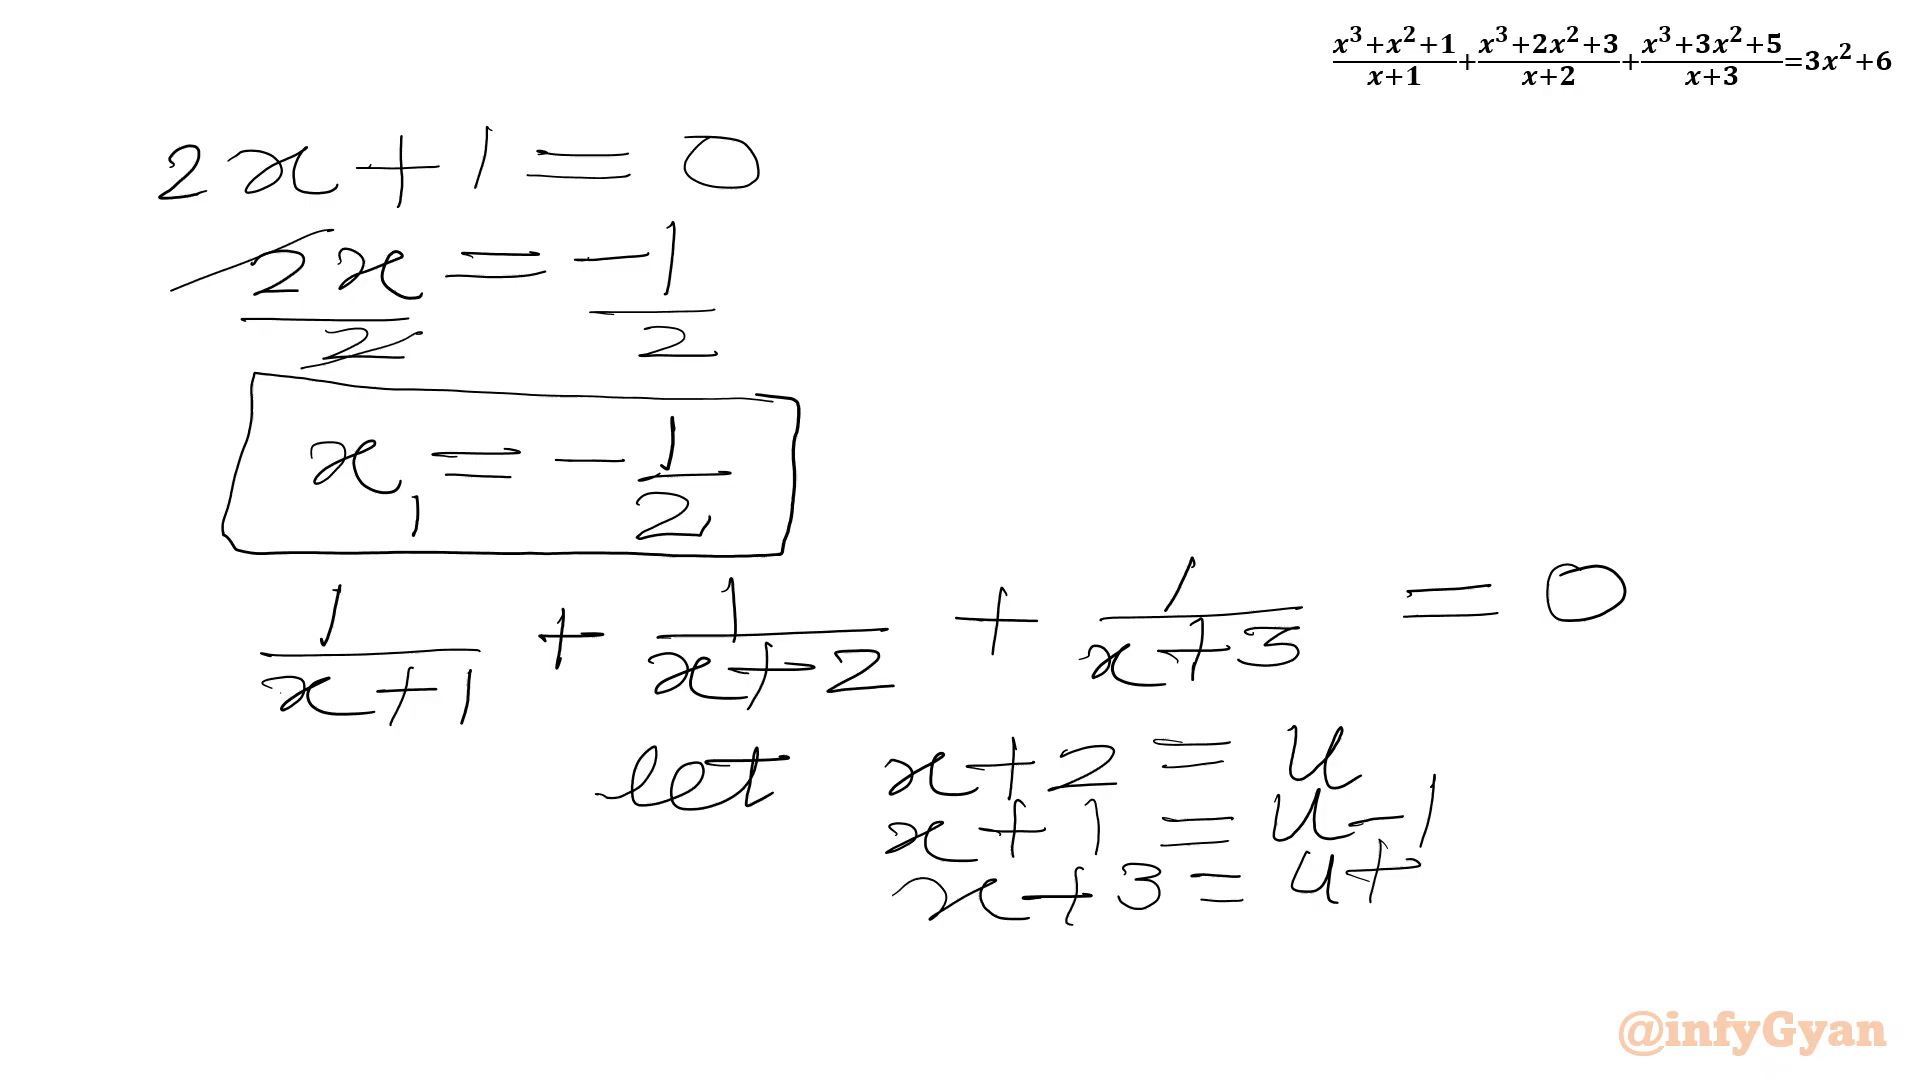 x³+x²+1/x+1 + x³+2x²+3/x+2 + x³+3x²+5/x+3 = 3x²+6
2x+1=0
2x/2 = -1/2
x₁ = -1/2
1/x+1 + 1/x+2 + 1/x+3 = 0
let x+2 = u
x+1 = u-1
x+3 = u+
@infyGyan